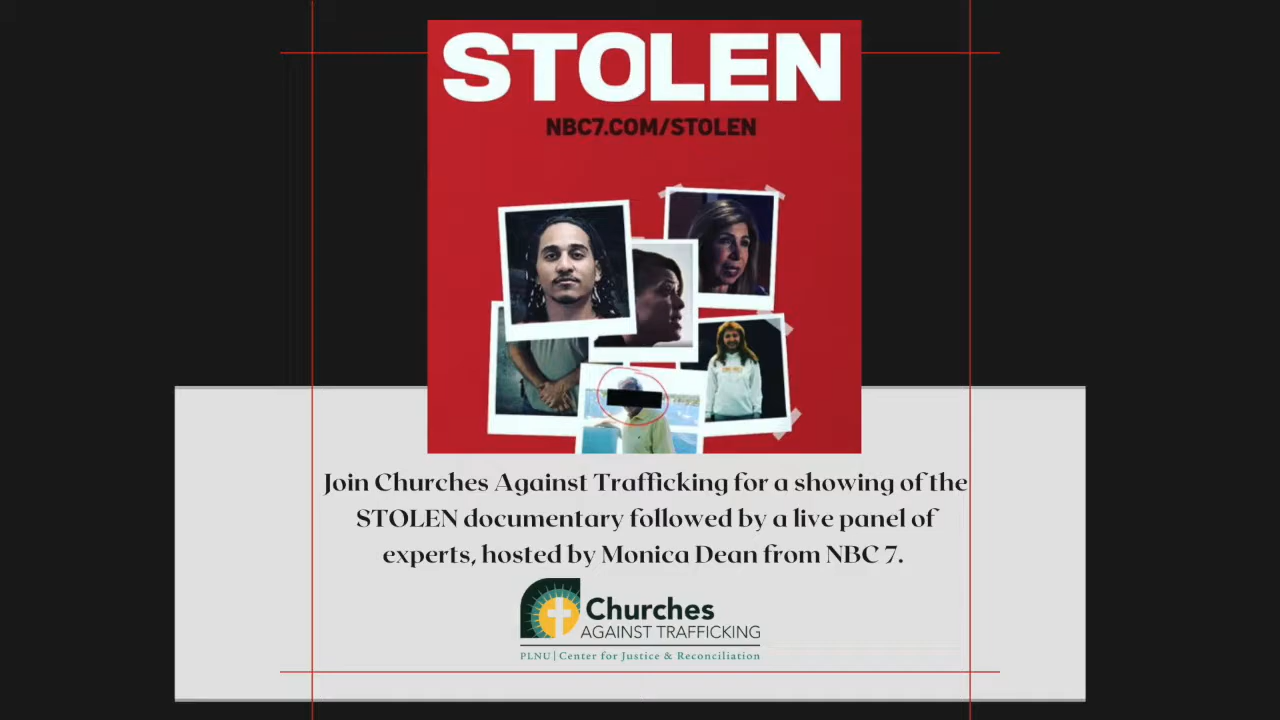 STOLEN
NBC7.COM/STOLEN
Join Churches Against Trafficking for a showing of the
STOLEN documentary followed by a live panel of
experts, hosted by Monica Dean from NBC 7.
Churches
AGAINST TRAFFICKING
PLNU | Center for Justice & Reconciliation